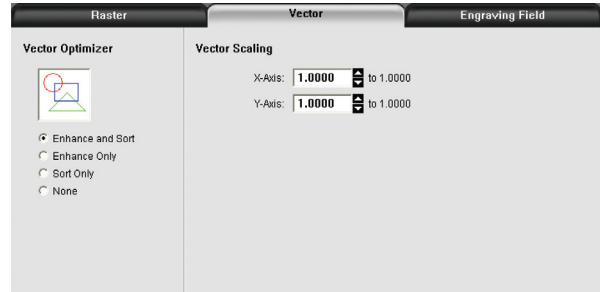 Raster Vector Engraving Field
Vector Optimizer
Enhance and Sort
Enhance Only
Sort Only
None
Vector Scaling
X-Axis: 1.0000 to 1.0000
Y-Axis: 1.0000 to 1.0000